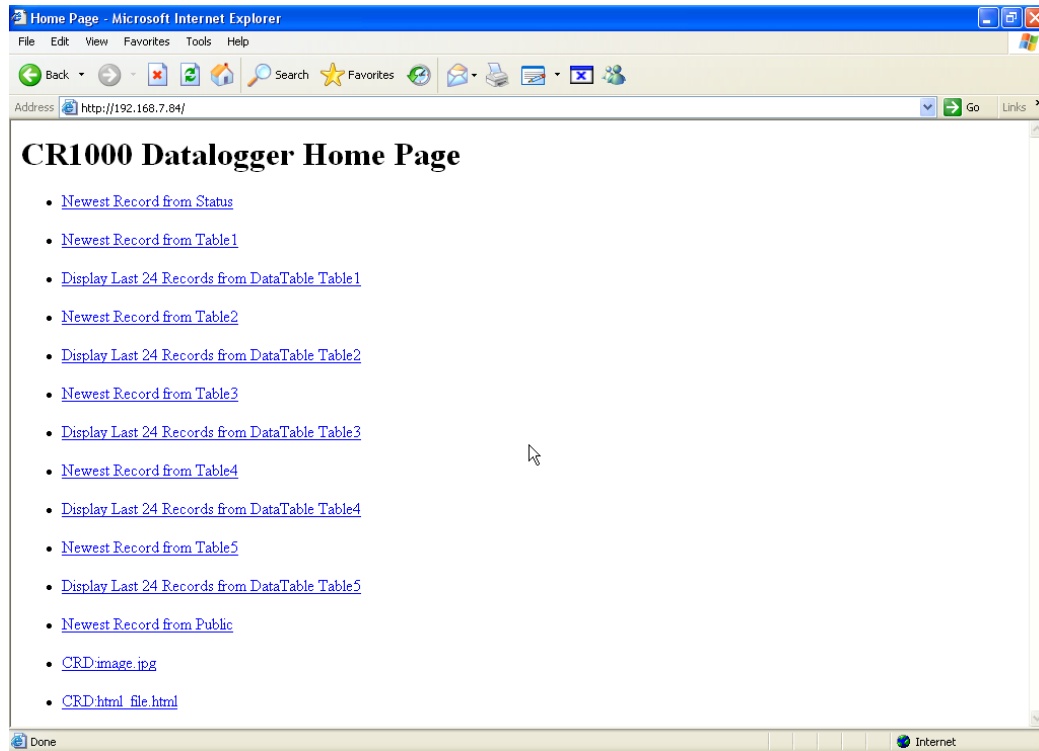 Home Page - Microsoft Internet Explorer
File Edit View Favorites Tools Help
Back Search Favorites
Address http://192.168.7.84/ Go Links
CR1000 Datalogger Home Page
Newest Record from Status
Newest Record from Table1
Display Last 24 Records from DataTable Table1
Newest Record from Table2
Display Last 24 Records from DataTable Table2
Newest Record from Table3
Display Last 24 Records from DataTable Table3
Newest Record from Table4
Display Last 24 Records from DataTable Table4
Newest Record from Table5
Display Last 24 Records from DataTable Table5
Newest Record from Public
CRD:image.jpg
CRD:html_file.html
Done Internet